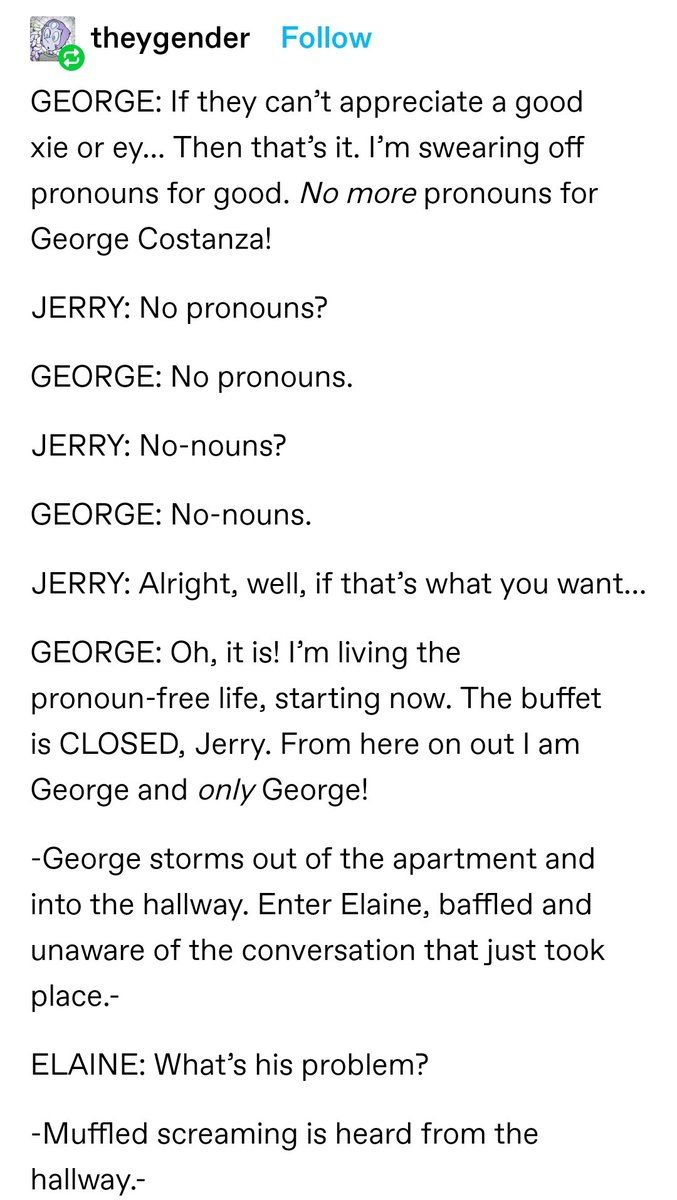 theygender Follow
GEORGE: If they can’t appreciate a good
xie or ey... Then that’s it. I’m swearing off
pronouns for good. No more pronouns for
George Costanza!
JERRY: No pronouns?
GEORGE: No pronouns.
JERRY: No-nouns?
GEORGE: No-nouns.
JERRY: Alright, well, if that’s what you want...
GEORGE: Oh, it is! I’m living the
pronoun-free life, starting now. The buffet
is CLOSED, Jerry. From here on out I am
George and only George!
-George storms out of the apartment and
into the hallway. Enter Elaine, baffled and
unaware of the conversation that just took
place.-
ELAINE: What’s his problem?
-Muffled screaming is heard from the
hallway.-